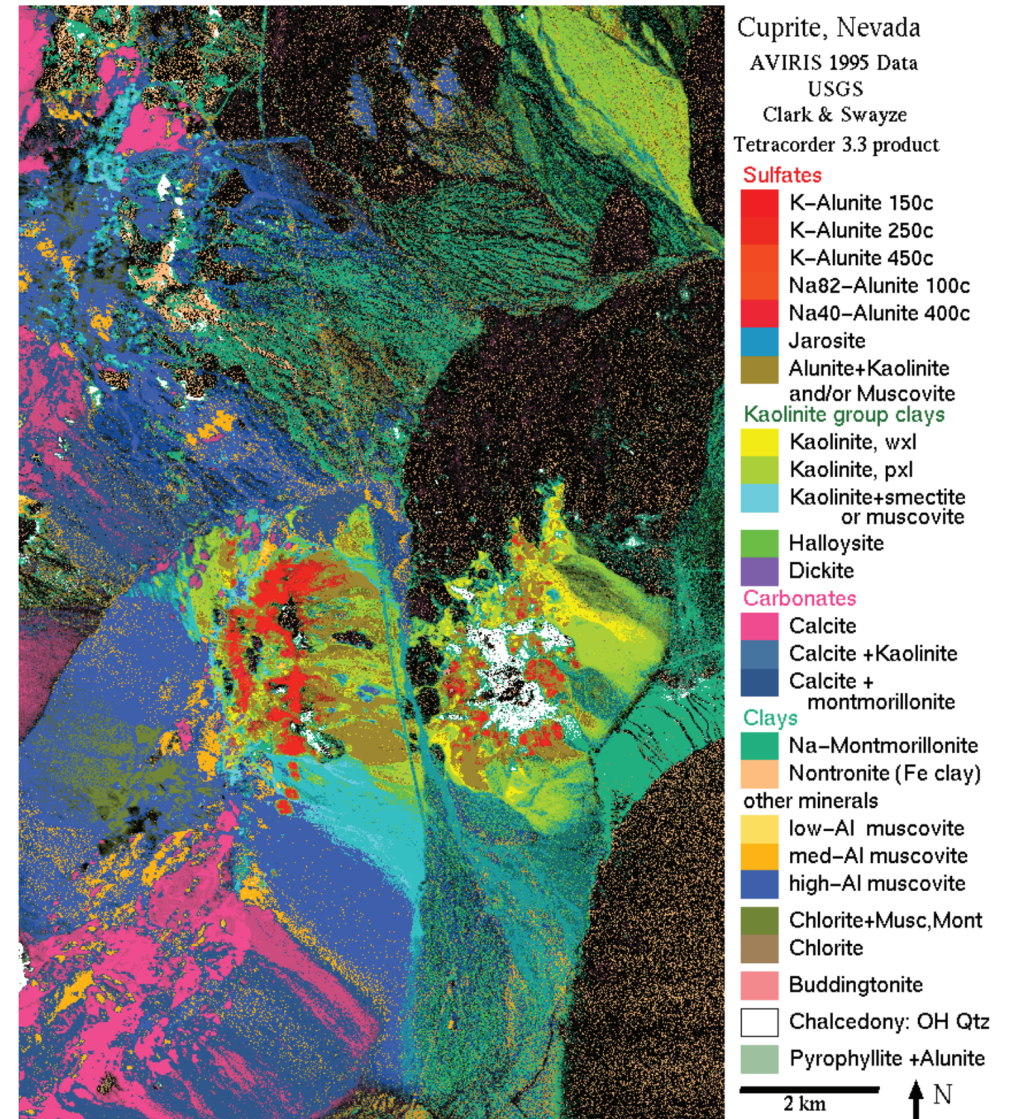 Cuprite, Nevada
AVIRIS 1995 Data
USGS
Clark & Swayze
Tetracorder 3.3 product
Sulfates
K-Alunite 150c
K-Alunite 250c
K-Alunite 450c
Na82-Alunite 100c
Na40-Alunite 400c
Jarosite
Alunite+Kaolinite
and/or Muscovite
Kaolinite group clays
Kaolinite, wxl
Kaolinite, pxl
Kaolinite+smectite
or muscovite
Halloysite
Dickite
Carbonates
Calcite
Calcite +Kaolinite
Calcite +
montmorillonite
Clays
Na-Montmorillonite
Nontronite (Fe clay)
other minerals
low-Al muscovite
med-Al muscovite
high-Al muscovite
Chlorite+Musc,Mont
Chlorite
Buddingtonite
Chalcedony: OH Qtz
Pyrophyllite +Alunite
2 km
N